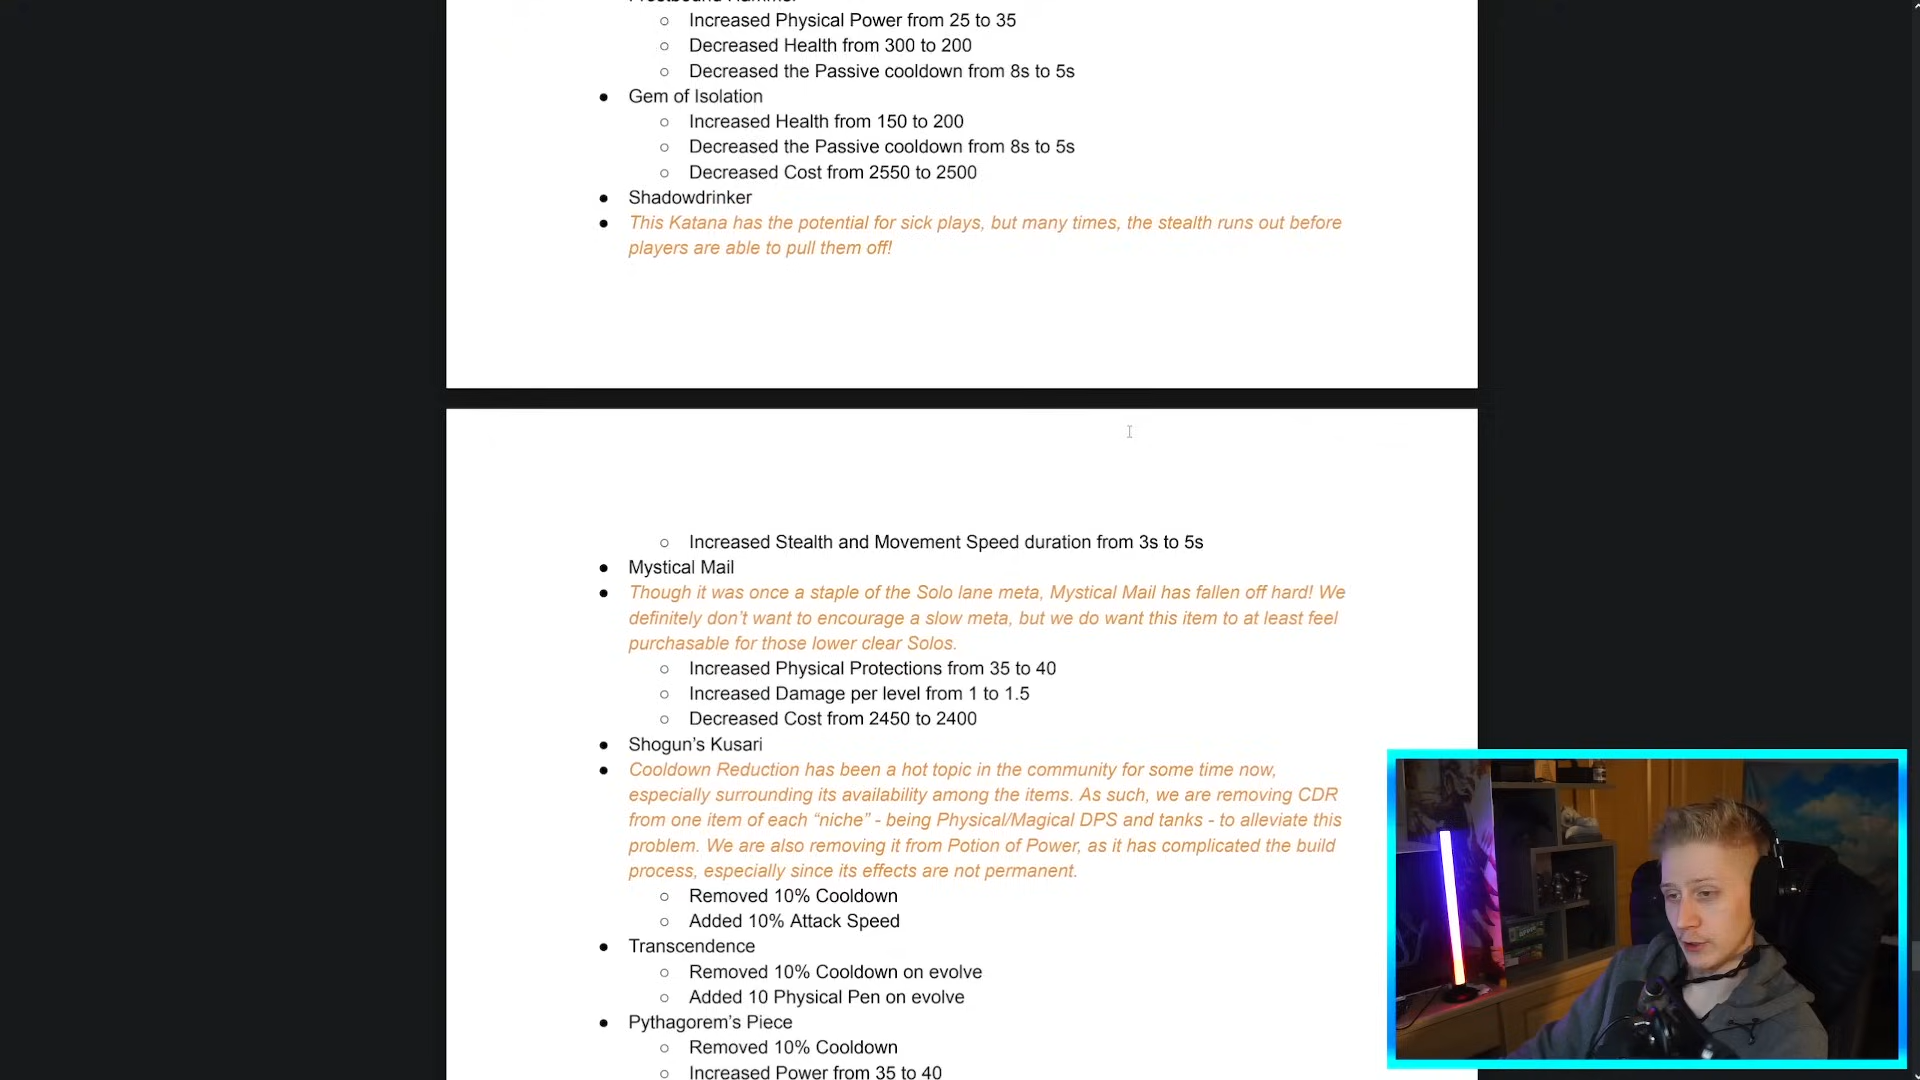 Increased Physical Power from 25 to 35
Decreased Health from 300 to 200
Decreased the Passive cooldown from 8s to 5s
Gem of Isolation
Increased Health from 150 to 200
Decreased the Passive cooldown from 8s to 5s
Decreased Cost from 2550 to 2500
Shadowdrinker
This Katana has the potential for sick plays, but many times, the stealth runs out before
players are able to pull them off!
Increased Stealth and Movement Speed duration from 3s to 5s
Mystical Mail
Though it was once a staple of the Solo lane meta, Mystical Mail has fallen off hard! We
definitely don’t want to encourage a slow meta, but we do want this item to at least feel
purchasable for those lower clear Solos.
Increased Physical Protections from 35 to 40
Increased Damage per level from 1 to 1.5
Decreased Cost from 2450 to 2400
Shogun’s Kusari
Cooldown Reduction has been a hot topic in the community for some time now,
especially surrounding its availability among the items. As such, we are removing CDR
from one item of each “niche” - being Physical/Magical DPS and tanks - to alleviate this
problem. We are also removing it from Potion of Power, as it has complicated the build
process, especially since its effects are not permanent.
Removed 10% Cooldown
Added 10% Attack Speed
Transcendence
Removed 10% Cooldown on evolve
Added 10 Physical Pen on evolve
Pythagorem’s Piece
Removed 10% Cooldown
Increased Power from 35 to 40